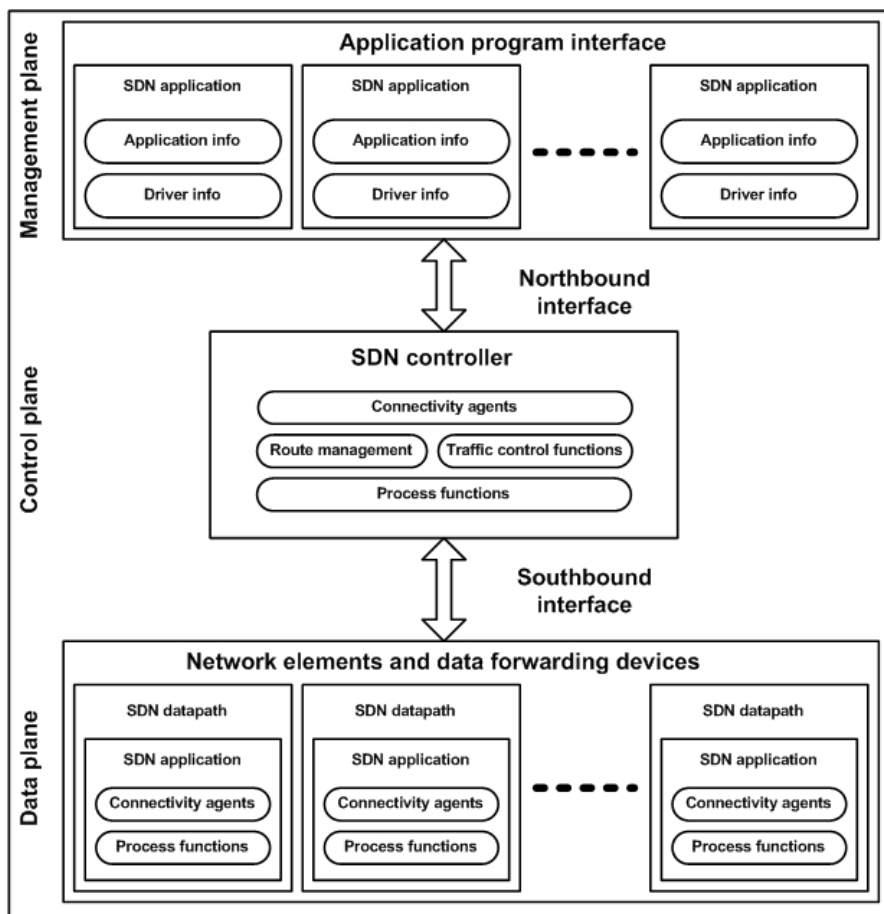 Management plane
Application program interface
SDN application
Application info
Driver info
SDN application
Application info
Driver info
SDN application
Application info
Driver info
Northbound
interface
Control plane
SDN controller
Connectivity agents
Route management
Traffic control functions
Process functions
Southbound
interface
Data plane
Network elements and data forwarding devices
SDN datapath
SDN application
Connectivity agents
Process functions
SDN datapath
SDN application
Connectivity agents
Process functions
SDN datapath
SDN application
Connectivity agents
Process functions